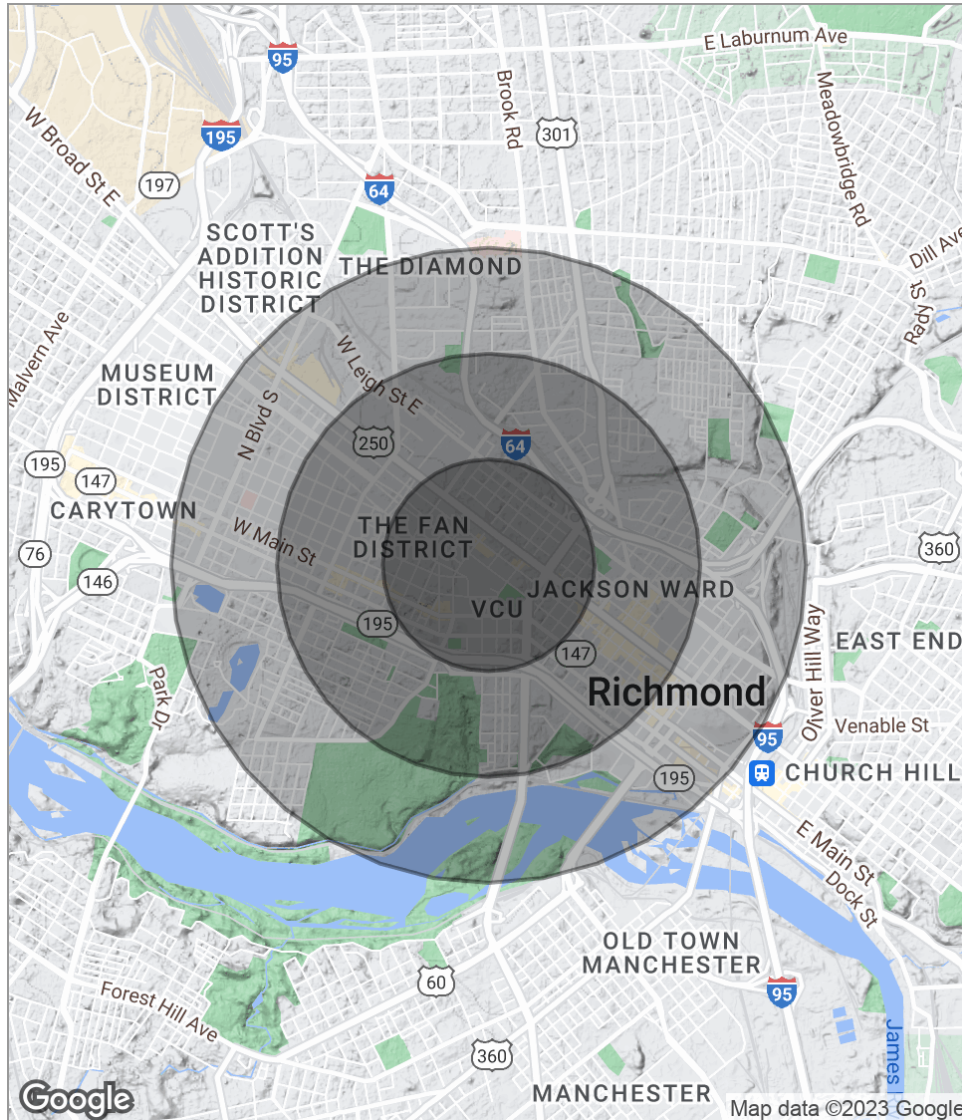 E Laburnum Ave
95
Brook Rd
301
Meadowbridge Rd
195
W Broad St E
197
64
SCOTT'S
ADDITION
HISTORIC
DISTRICT
THE DIAMOND
Dill Ave
Rady St
Malvern Ave
MUSEUM
DISTRICT
W Leigh St E
N Blvd S
250
64
195
147
CARYTOWN
W Main St
THE FAN
DISTRICT
76
146
360
JACKSON WARD
VCU
195
147
EAST END
Oliver Hill Way
Richmond
Park Dr
Venable St
95
195
CHURCH HILL
E Main St
Dock St
OLD TOWN
MANCHESTER
60
95
Forest Hill Ave
360
James
MANCHESTER
Google
Map data ©2023 Google